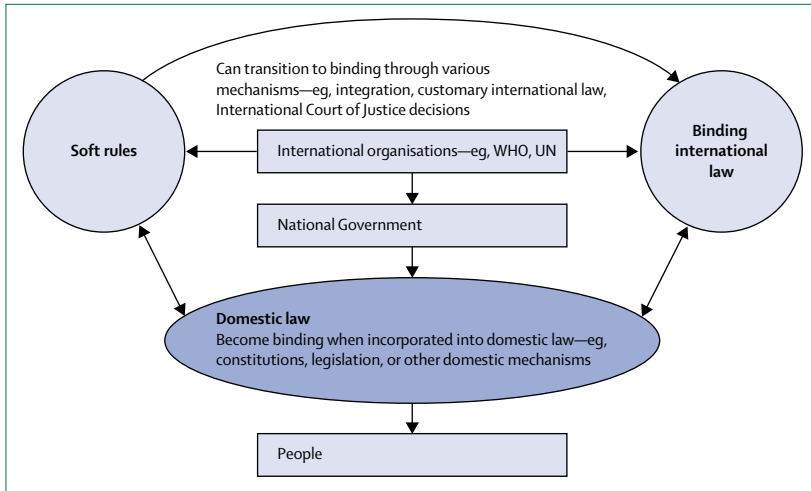 Can transition to binding through various
mechanisms—eg, integration, customary international law,
International Court of Justice decisions
Soft rules
International organisations—eg, WHO, UN
Binding
international
law
National Government
Domestic law
Become binding when incorporated into domestic law—eg,
constitutions, legislation, or other domestic mechanisms
People